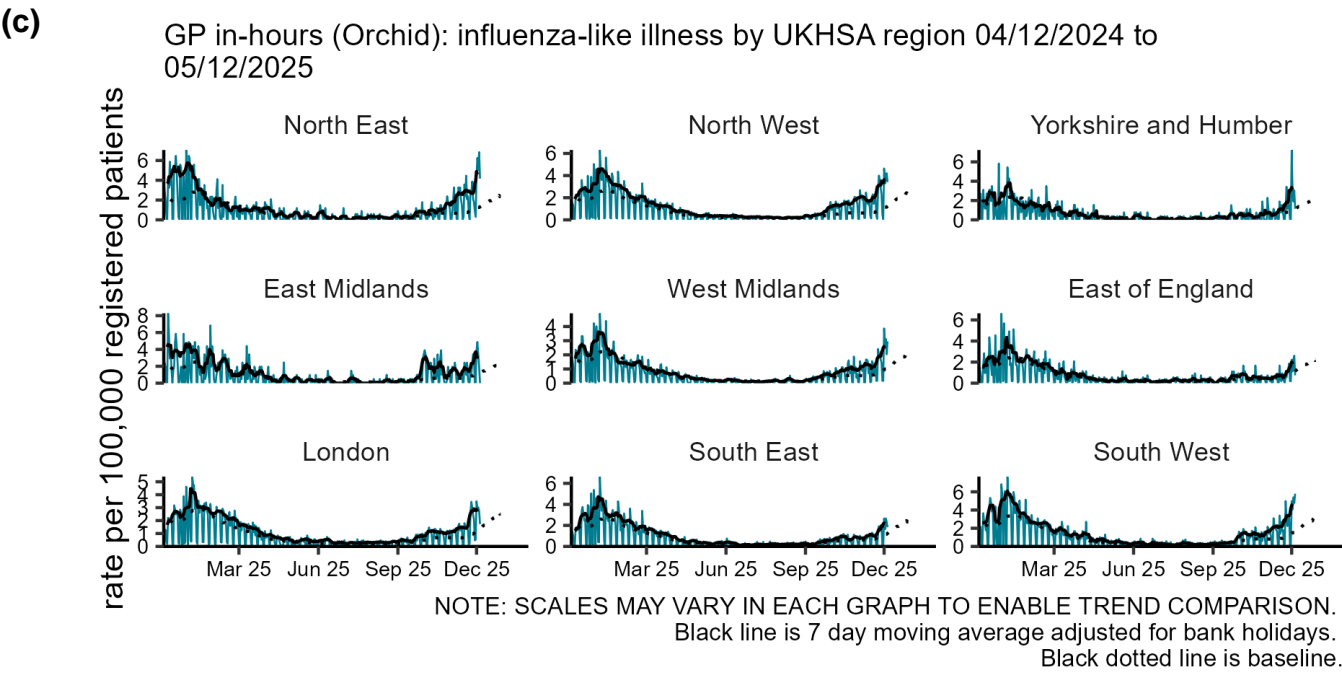 (c)
GP in-hours (Orchid): influenza-like illness by UKHSA region 04/12/2024 to
05/12/2025
rate per 100,000 registered patients
North East
6
4
2
0
North West
6
4
2
0
Yorkshire and Humber
6
4
2
0
East Midlands
8
6
4
2
0
West Midlands
4
3
2
1
0
East of England
6
4
2
0
London
5
4
3
2
1
0
Mar 25 Jun 25 Sep 25 Dec 25
South East
6
4
2
0
Mar 25 Jun 25 Sep 25 Dec 25
South West
6
4
2
0
Mar 25 Jun 25 Sep 25 Dec 25
NOTE: SCALES MAY VARY IN EACH GRAPH TO ENABLE TREND COMPARISON.
Black line is 7 day moving average adjusted for bank holidays.
Black dotted line is baseline.